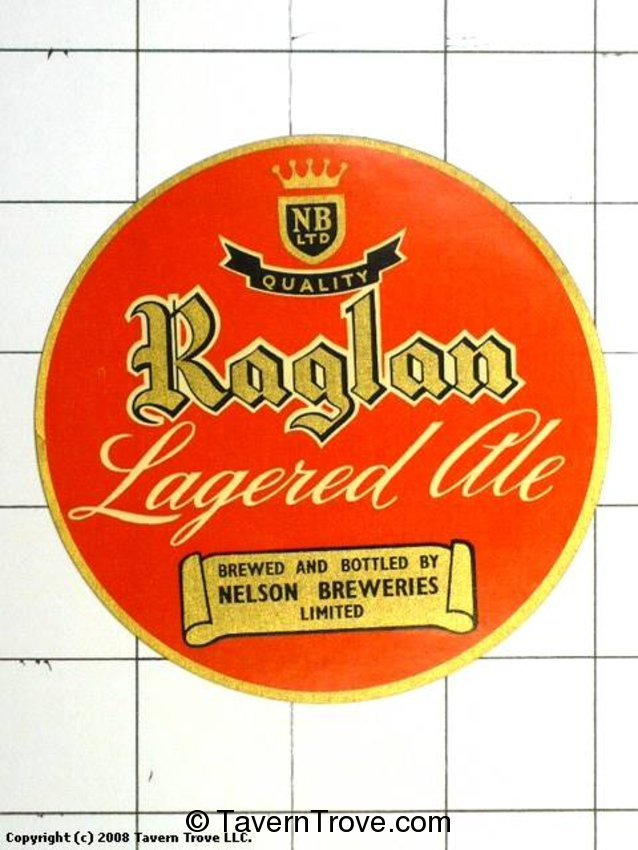 NB
LTD
QUALITY
Raglan
Lagered Ale
BREWED AND BOTTLED BY
NELSON BREWERIES
LIMITED
© TavernTrove.com
Copyright (c) 2008 Tavern Trove LLC.